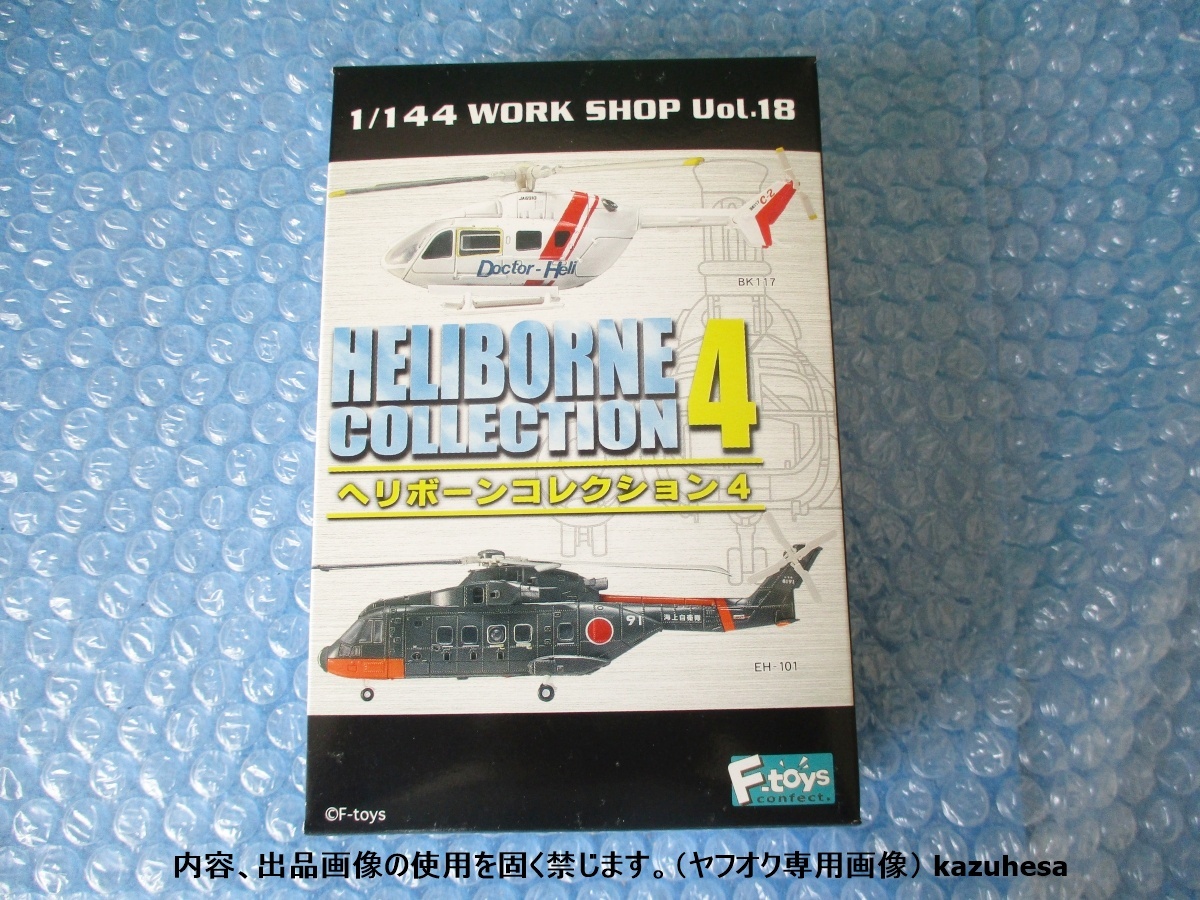 1/144 WORK SHOP Vol.18
JA6910
C-2
Doctor-Heli
BK117
HELIBORNE
COLLECTION 4
ヘリボーンコレクション4
91
海上自衛隊
EH-101
F-toys
confect.
©F-toys
内容、出品画像の使用を固く禁じます。（ヤフオク専用画像） kazuhesa